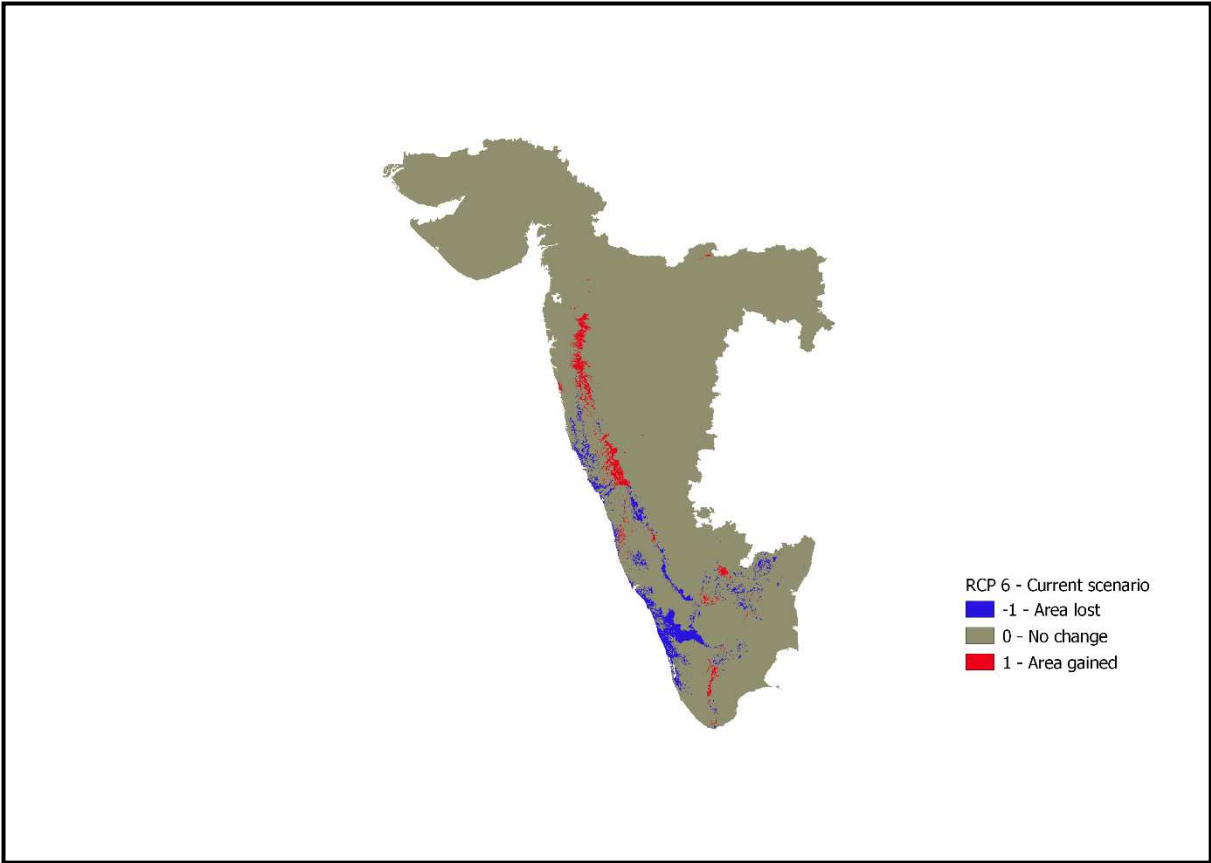 RCP 6 - Current scenario
-1 - Area lost
0 - No change
1 - Area gained